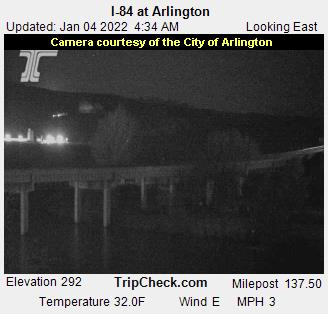 I-84 at Arlington
Updated: Jan 04 2022 4:34 AM Looking East
Camera courtesy of the City of Arlington
Elevation 292 TripCheck.com Milepost 137.50
Temperature 32.0F Wind E MPH 3